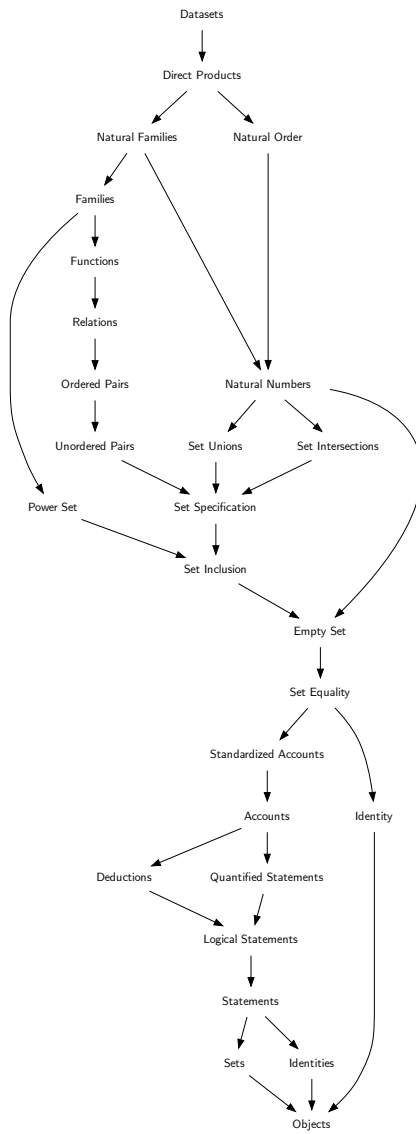 Datasets
Direct Products
Natural Families
Natural Order
Families
Functions
Relations
Ordered Pairs
Natural Numbers
Unordered Pairs
Set Unions
Set Intersections
Power Set
Set Specification
Set Inclusion
Empty Set
Set Equality
Standardized Accounts
Accounts
Identity
Deductions
Quantified Statements
Logical Statements
Statements
Sets
Identities
Objects